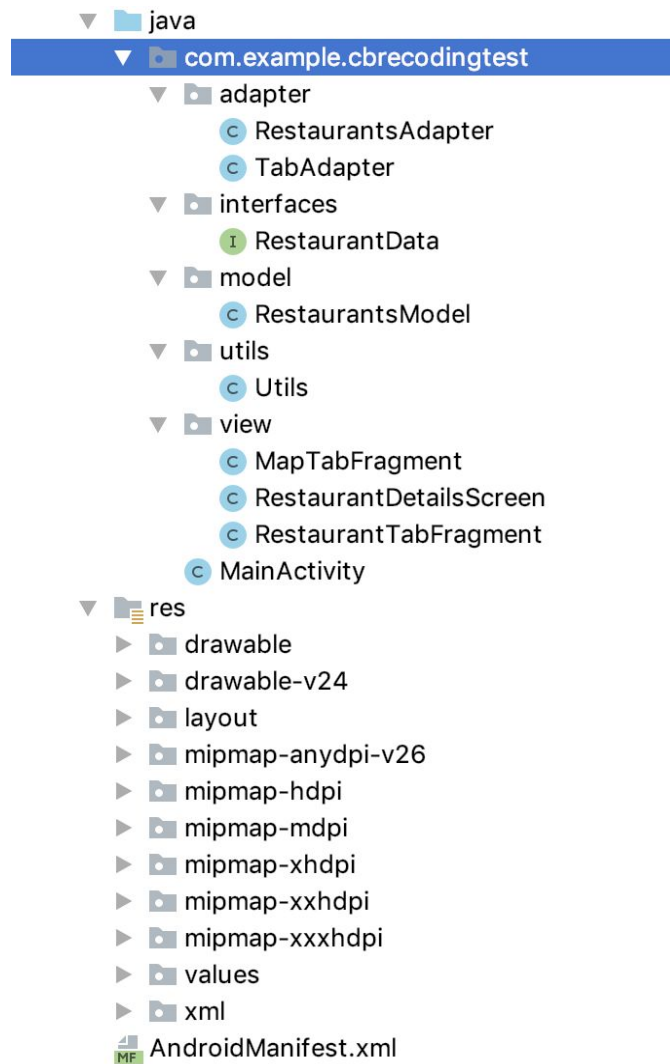 java
com.example.cbrecodingtest
adapter
C RestaurantsAdapter
C TabAdapter
interfaces
I RestaurantData
model
C RestaurantsModel
utils
C Utils
view
C MapTabFragment
C RestaurantDetailsScreen
C RestaurantTabFragment
C MainActivity
res
drawable
drawable-v24
layout
mipmap-anydpi-v26
mipmap-hdpi
mipmap-mdpi
mipmap-xhdpi
mipmap-xxhdpi
mipmap-xxxhdpi
values
xml
MF AndroidManifest.xml